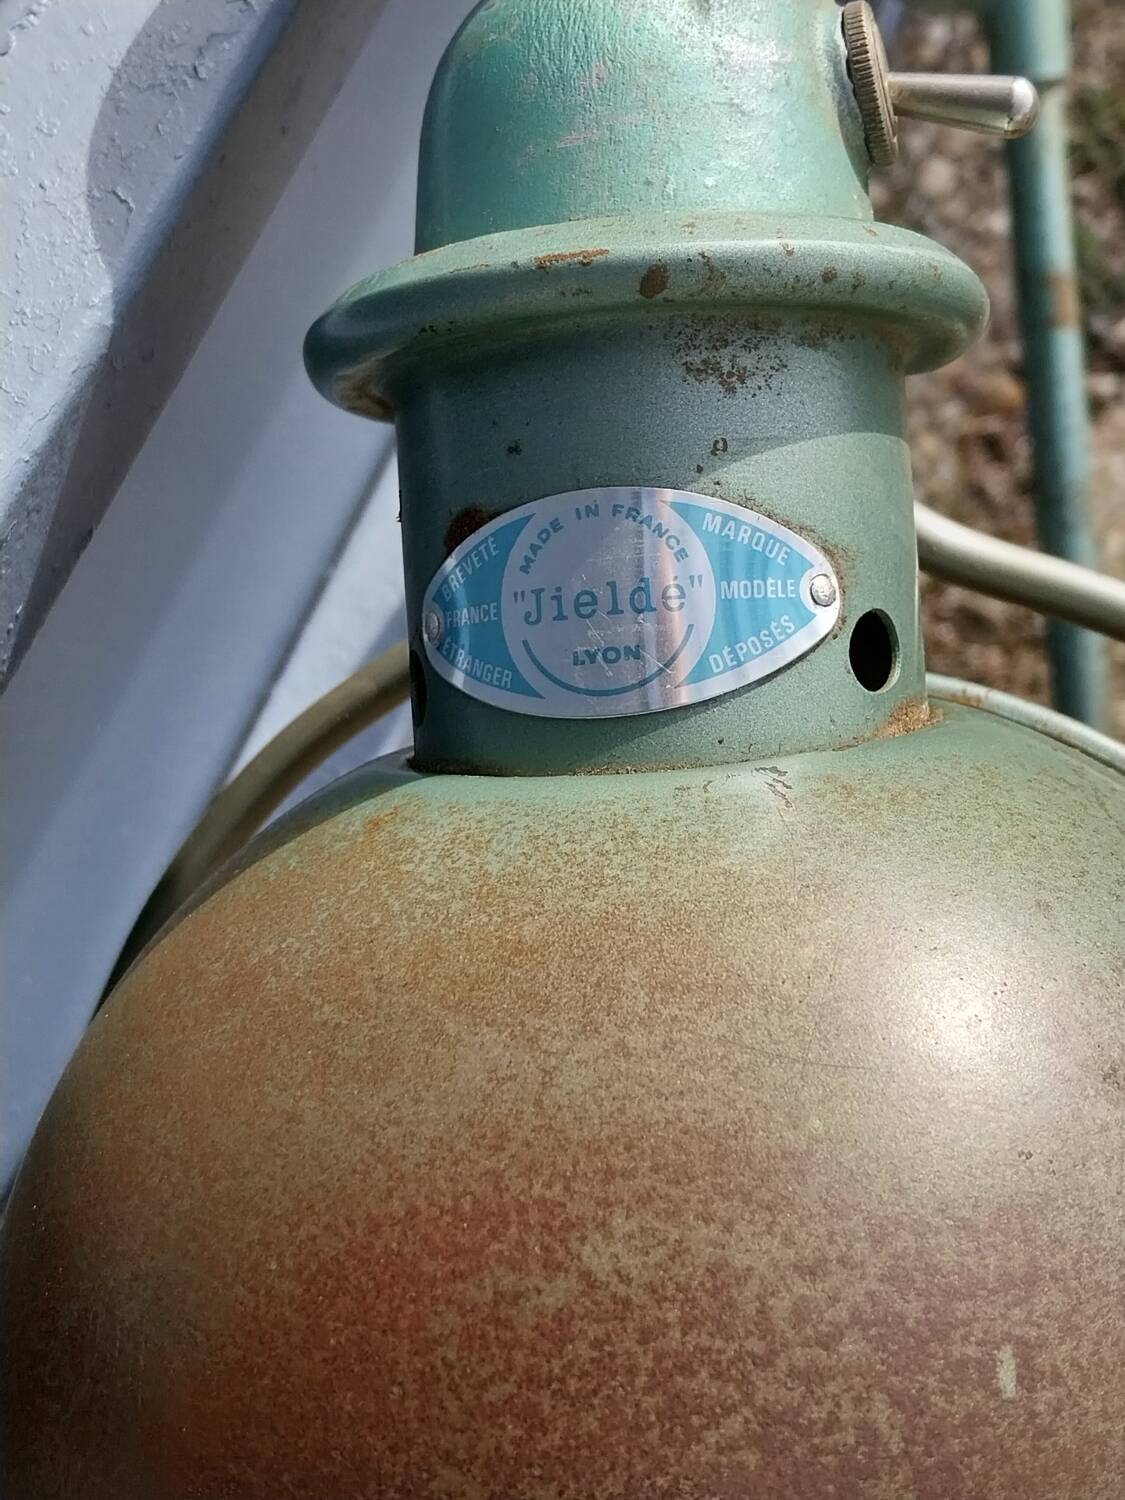 BREVETÉ
FRANCE
ÉTRANGER
MADE IN FRANCE
"Jieldé"
LYON
MARQUE
MODÈLE
DÉPOSÉS